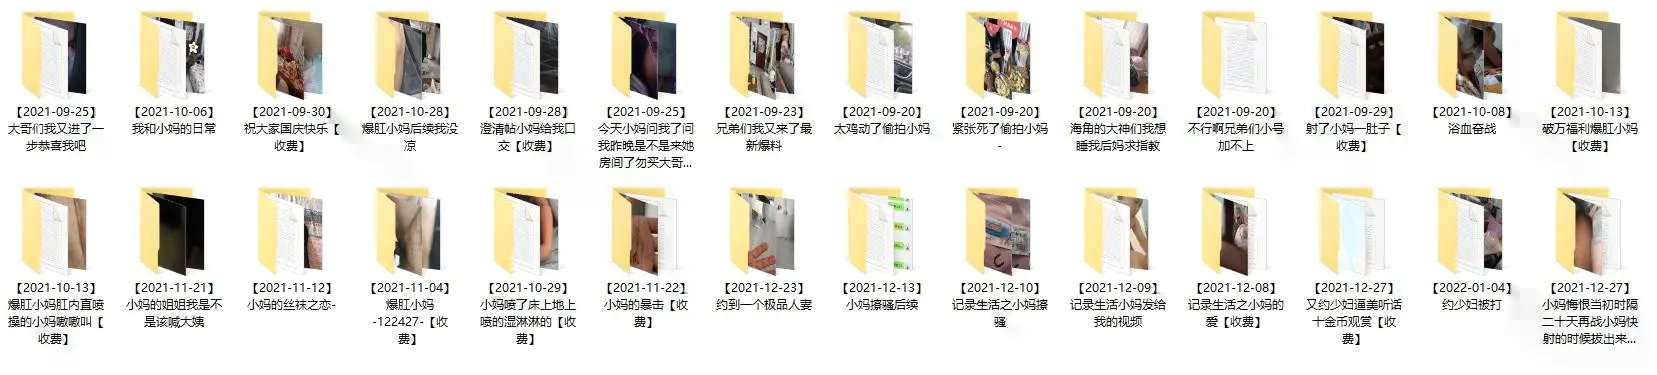 【2021-09-25】
大哥们我又进了一
步恭喜我吧
【2021-10-06】
我和小妈的日常
【2021-09-30】
祝大家国庆快乐【
收费】
【2021-10-28】
爆肛小妈后续我没
凉
【2021-09-28】
澄清帖小妈给我口
交【收费】
【2021-09-25】
今天小妈问我了问
我昨晚是不是来她
房间了勿买大哥...
【2021-09-23】
兄弟们我又来了最
新爆料
【2021-09-20】
太鸡动了偷拍小妈
【2021-09-20】
紧张死了偷拍小妈
-
【2021-09-20】
海角的大神们我想
睡我后妈求指教
【2021-09-20】
不行啊兄弟们小号
加不上
【2021-09-29】
射了小妈一肚子【
收费】
【2021-10-08】
浴血奋战
【2021-10-13】
破万福利爆肛小妈
【收费】
【2021-10-13】
爆肛小妈肛内直喷
操的小妈嗷嗷叫【
收费】
【2021-11-21】
小妈的姐姐我是不
是该喊大姨
【2021-11-12】
小妈的丝袜之恋-
【2021-11-04】
爆肛小妈
-122427-【收
费】
【2021-10-29】
小妈喷了床上地上
喷的湿淋淋的【收
费】
【2021-11-22】
小妈的暴击【收
费】
【2021-12-23】
约到一个极品人妻
【2021-12-13】
小妈擦骚后续
【2021-12-10】
记录生活之小妈擦
骚
【2021-12-09】
记录生活小妈发给
我的视频
【2021-12-08】
记录生活之小妈的
爱【收费】
【2021-12-27】
又约少妇逼美听话
十金币观赏【收
费】
【2022-01-04】
约少妇被打
【2021-12-27】
小妈悔恨当初时隔
二十天再战小妈快
射的时候拔出来...